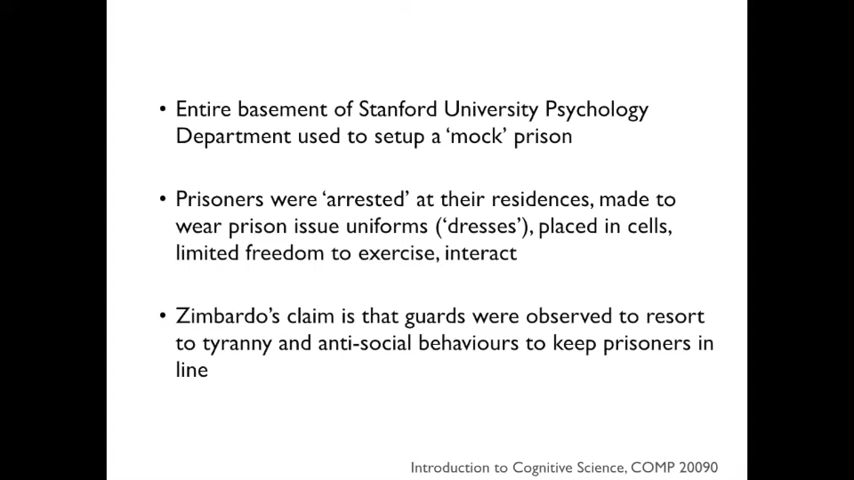 • Entire basement of Stanford University Psychology
Department used to setup a ‘mock’ prison
• Prisoners were ‘arrested’ at their residences, made to
wear prison issue uniforms (‘dresses’), placed in cells,
limited freedom to exercise, interact
• Zimbardo’s claim is that guards were observed to resort
to tyranny and anti-social behaviours to keep prisoners in
line
Introduction to Cognitive Science, COMP 20090